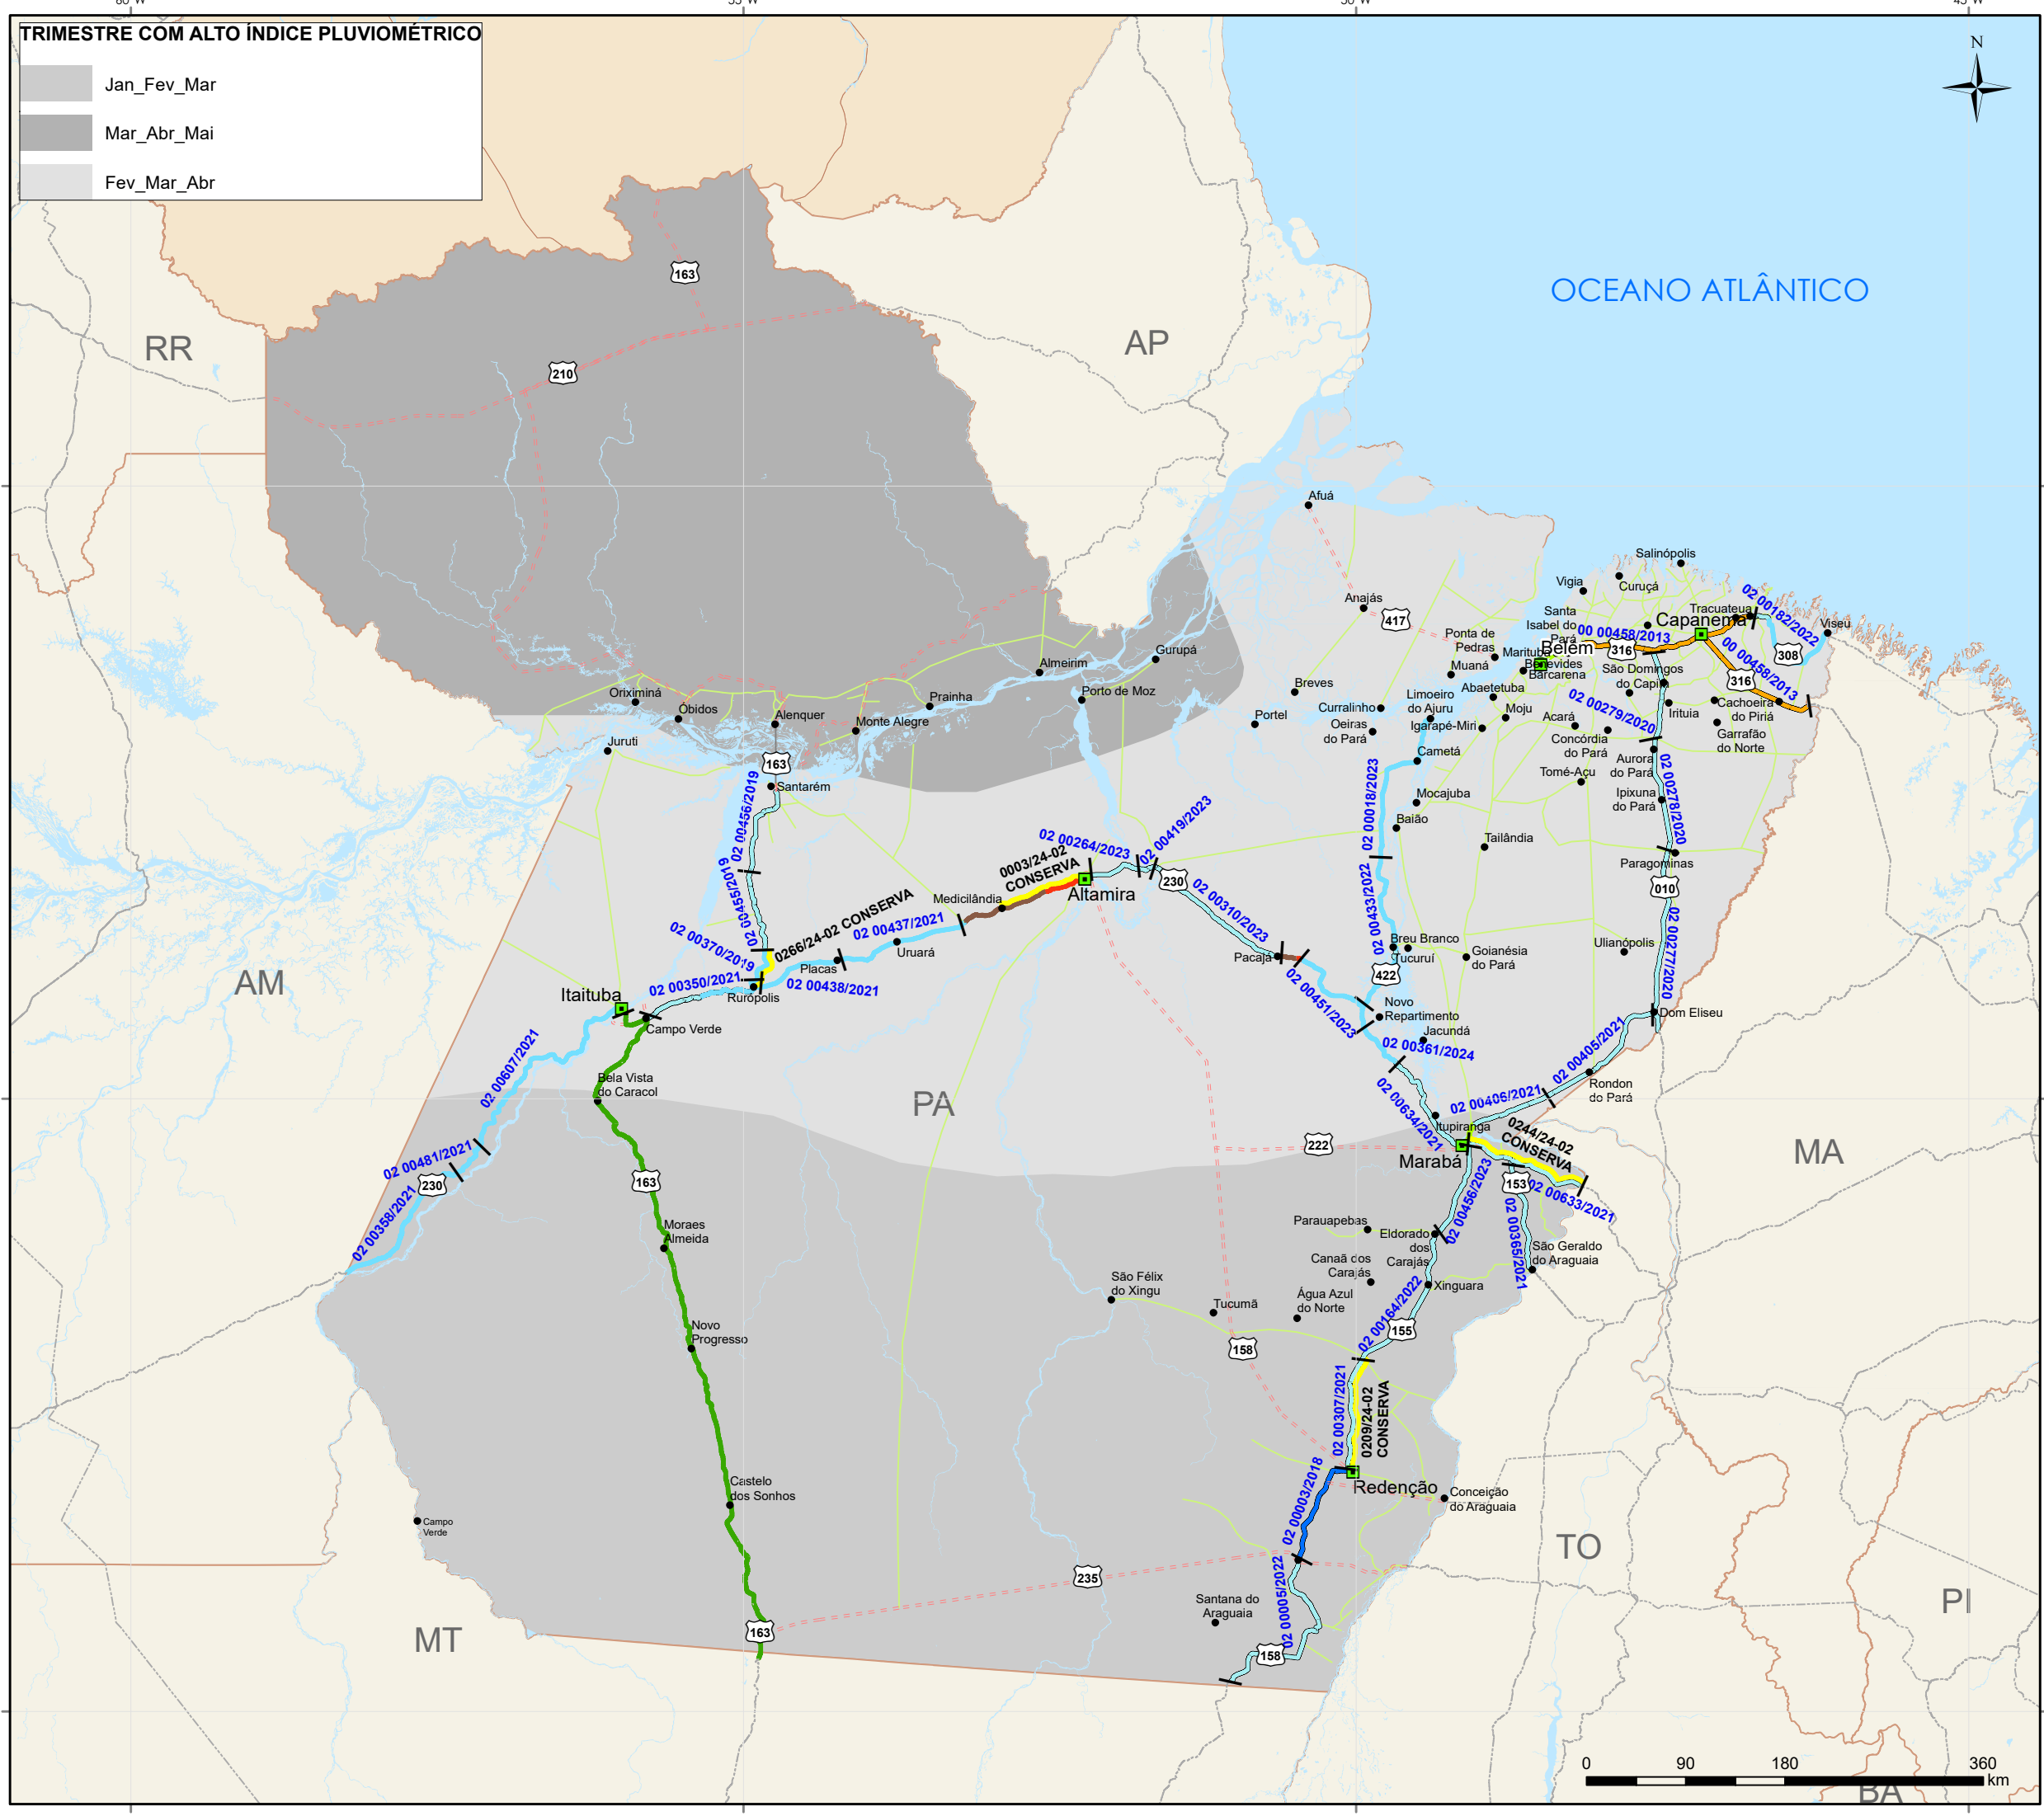 60°W
55°W
50°W
45°W
TRIMESTRE COM ALTO ÍNDICE PLUVIOMÉTRICO
Jan_Fev_Mar
Mar_Abr_Mai
Fev_Mar_Abr
N
OCEANO ATLÂNTICO
163
210
RR
AP
Afuá
Anajás
417
Salinópolis
Curuçá
Vigia
Santa
Isabel do
Pará
Tracuateua
Capanema
02 00182/2022
Viseu
308
00 00458/2013
316
Belém
Marituba
Benevides
Barcarena
Ponta de
Pedras
Muaná
São Domingos
do Capim
00 00458/2013
316
Cachoeira
do Piriá
Garrafão
do Norte
Irituia
02 00279/2020
Abaetetuba
Moju
Acará
Concórdia
do Pará
Limoeiro
do Ajuru
Igarapé-Miri
Curralinho
Oeiras
do Pará
Breves
Portel
Gurupá
Almeirim
Porto de Moz
Prainha
Monte Alegre
Alenquer
Óbidos
Oriximiná
Juruti
163
Santarém
Cametá
Tomé-Açu
Aurora
do Pará
Ipixuna
do Pará
02 00278/2020
Mocajuba
Baião
Tailândia
Paragominas
010
02 00018/2023
02 00433/2022
02 00456/2019
02 00455/2019
02 00264/2023
02 00419/2023
0003/24-02
CONSERVA
Medicilândia
Altamira
230
02 00310/2023
Pacajá
02 00451/2023
Breu Branco
Tucuruí
422
Goianésia
do Pará
Ulianópolis
02 00277/2020
Dom Eliseu
02 00370/2019
0266/24-02 CONSERVA
02 00437/2021
Uruará
Placas
02 00438/2021
02 00350/2021
Rurópolis
Itaituba
Campo Verde
AM
Novo
Repartimento
Jacundá
02 00361/2024
02 00405/2021
Rondon
do Pará
02 00406/2021
02 00634/2021
Itupiranga
Marabá
0244/24-02
CONSERVA
02 00633/2021
153
02 00365/2021
02 00456/2023
São Geraldo
do Araguaia
MA
PA
222
02 00607/2021
Bela Vista
do Caracol
02 00481/2021
230
02 00358/2021
163
Moraes
Almeida
Novo
Progresso
Castelo
dos Sonhos
Campo
Verde
Parauapebas
Eldorado
dos
Carajás
Canaã dos
Carajás
Xinguara
Água Azul
do Norte
São Félix
do Xingu
Tucumã
02 00164/2022
155
158
02 00307/2021
0209/24-02
CONSERVA
02 00003/2018
Redenção
Conceição
do Araguaia
235
02 00005/2022
Santana do
Araguaia
158
163
MT
TO
PI
BA
0
90
180
360
km